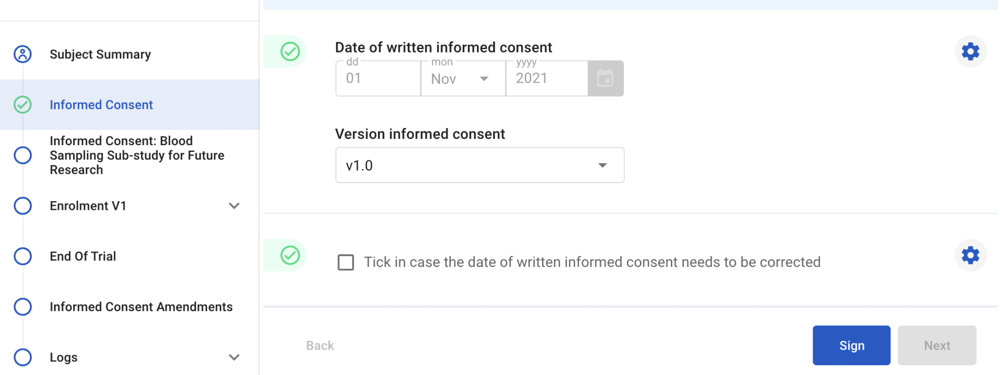 Subject Summary
Informed Consent
Informed Consent: Blood
Sampling Sub-study for Future
Research
Enrolment V1
End Of Trial
Informed Consent Amendments
Logs
Date of written informed consent
dd mon yyyy
01 Nov 2021
Version informed consent
v1.0
Tick in case the date of written informed consent needs to be corrected
Back Sign Next